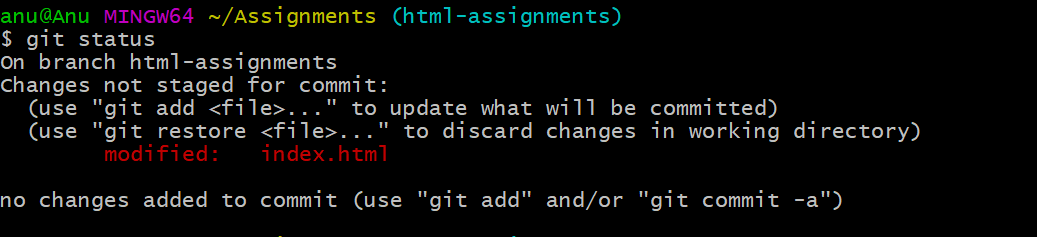 anu@Anu MINGW64 ~/Assignments (html-assignments)
$ git status
On branch html-assignments
Changes not staged for commit:
  (use "git add <file>..." to update what will be committed)
  (use "git restore <file>..." to discard changes in working directory)
        modified:   index.html

no changes added to commit (use "git add" and/or "git commit -a")